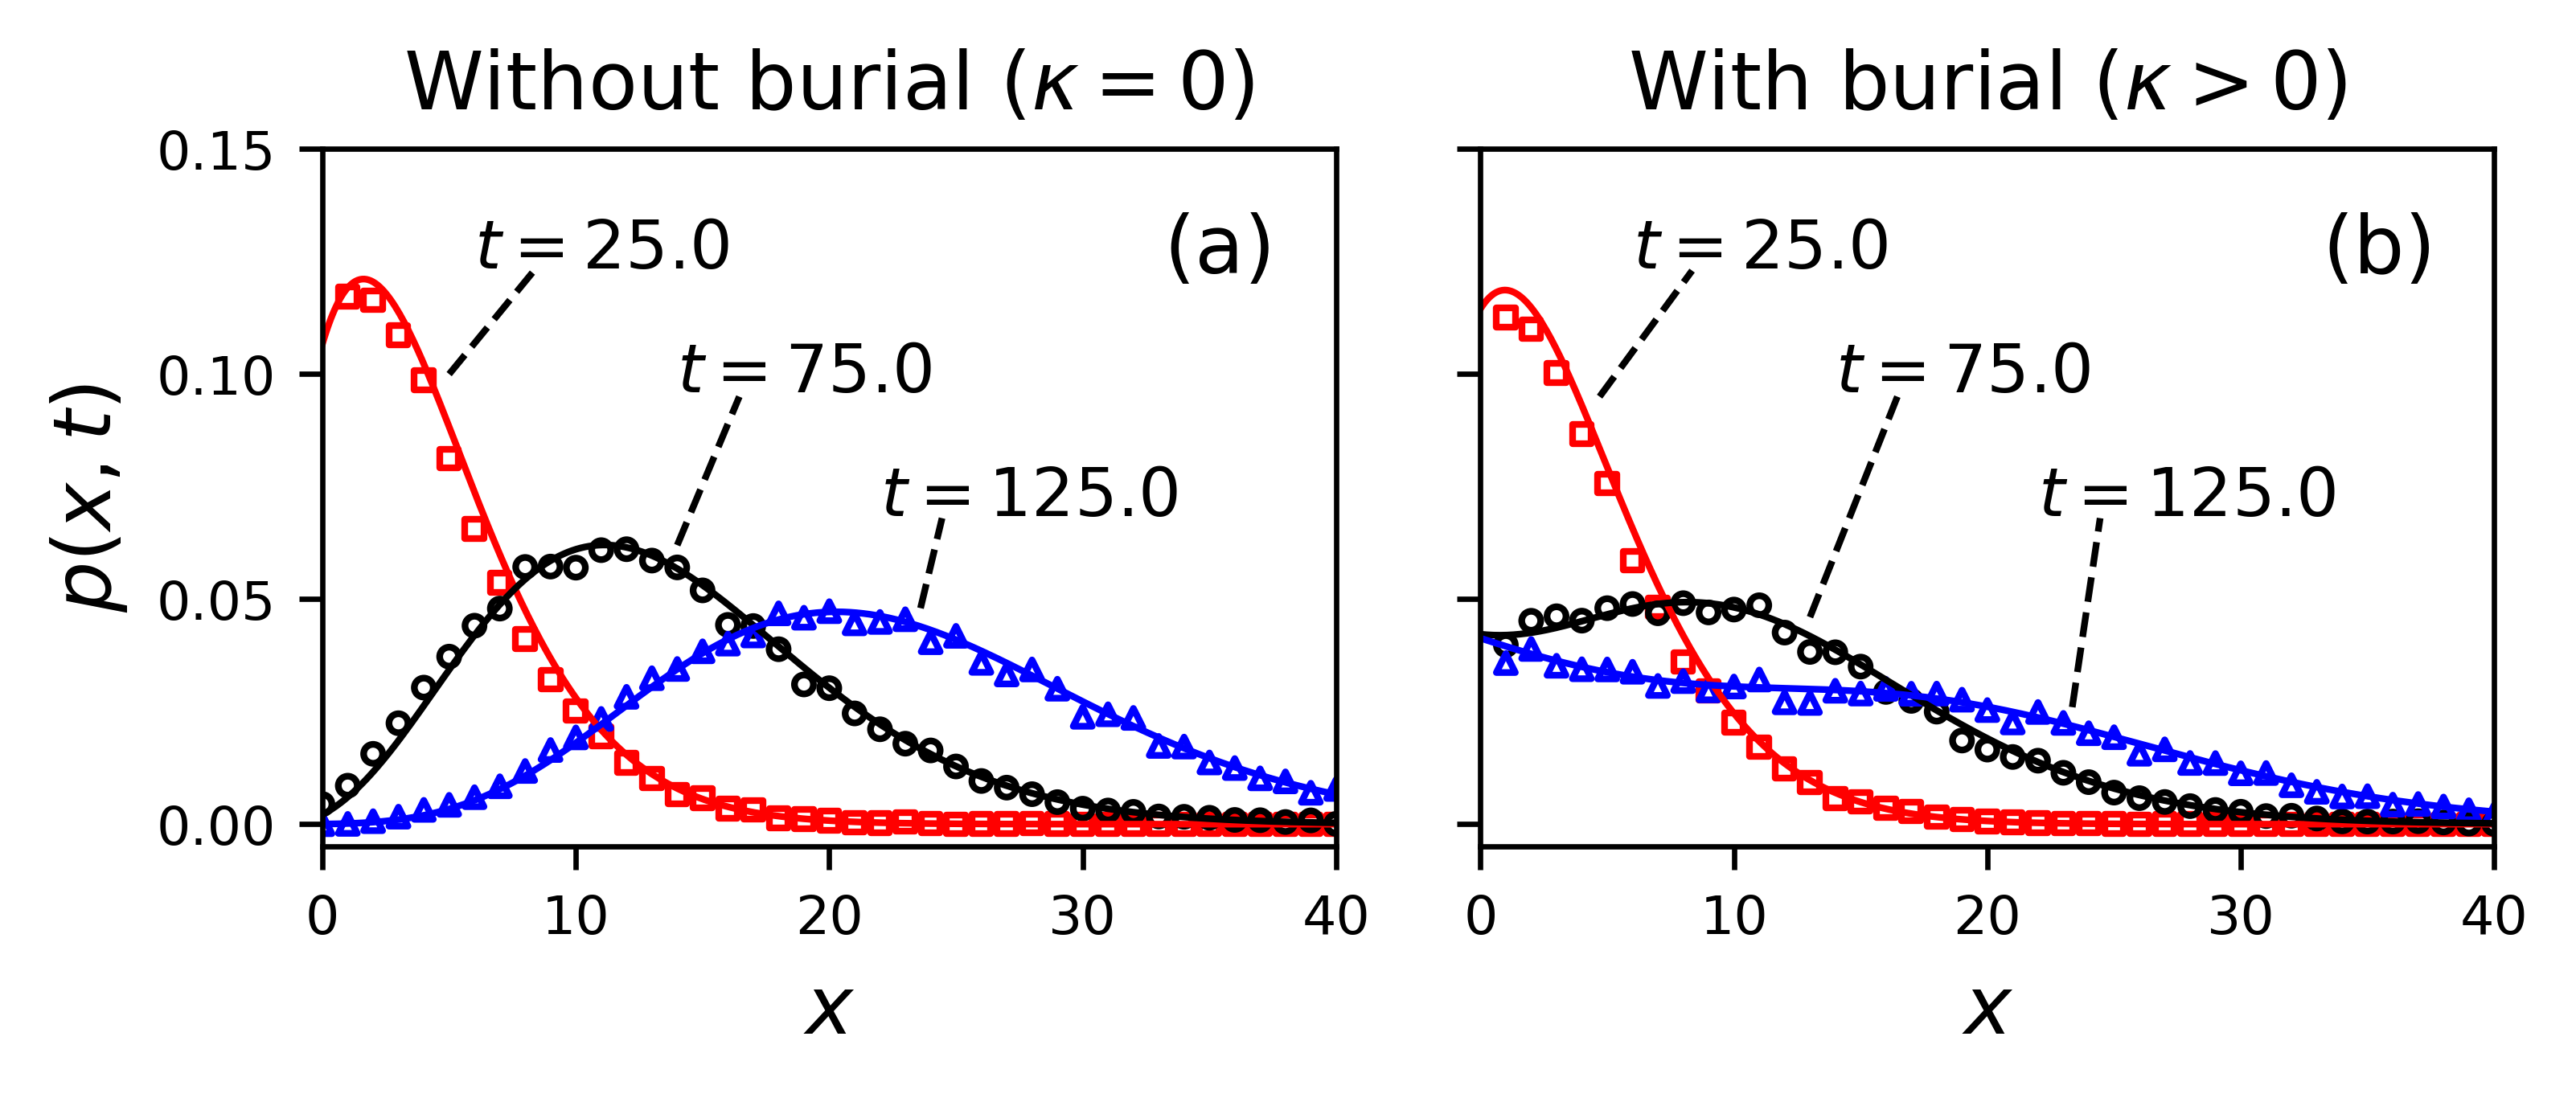 Without burial (κ = 0)
With burial (κ > 0)
0.15
0.10
0.05
0.00
p(x, t)
(a)
t = 25.0
t = 75.0
t = 125.0
0 10 20 30 40
x
(b)
t = 25.0
t = 75.0
t = 125.0
0 10 20 30 40
x